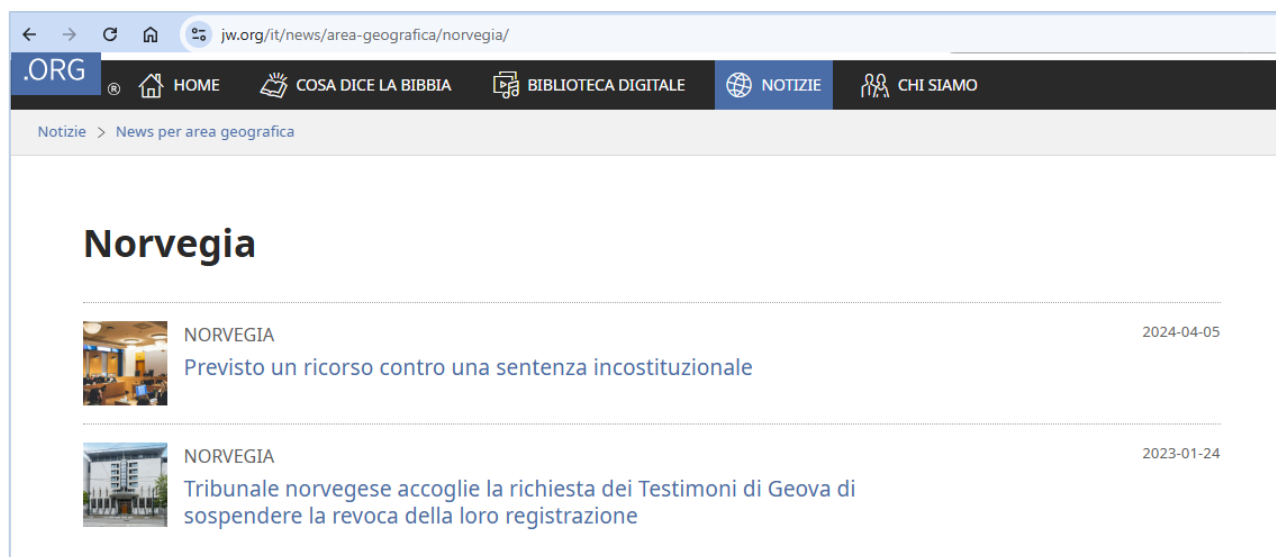 jw.org/it/news/area-geografica/norvegia/
.ORG ® HOME COSA DICE LA BIBBIA BIBLIOTECA DIGITALE NOTIZIE CHI SIAMO
Notizie > News per area geografica
Norvegia
NORVEGIA 2024-04-05
Previsto un ricorso contro una sentenza incostituzionale
NORVEGIA 2023-01-24
Tribunale norvegese accoglie la richiesta dei Testimoni di Geova di
sospendere la revoca della loro registrazione